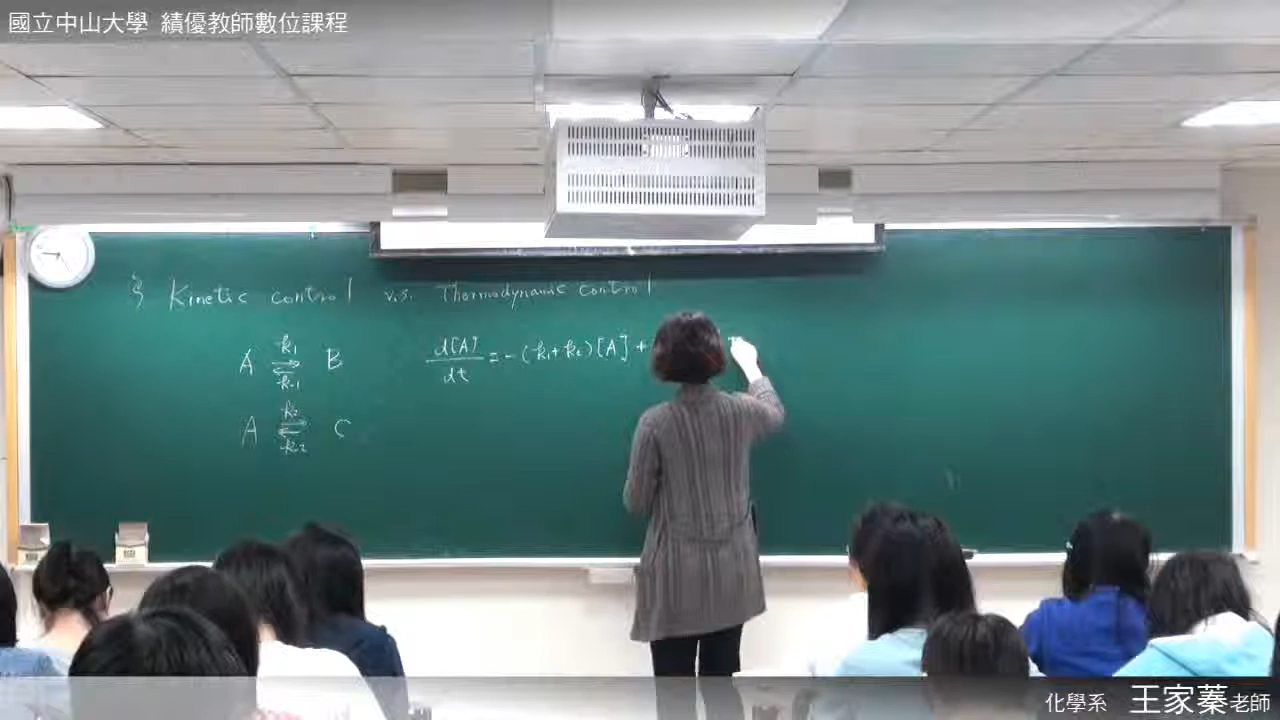 國立中山大學 績優教師數位課程
§ Kinetic control v.s. Thermodynamic control
A ⇌ B k₁ k₋₁
d[A]/dt = -(k₁+k₂)[A] +
A ⇌ C k₂ k₋₂
化學系 王家蓁老師